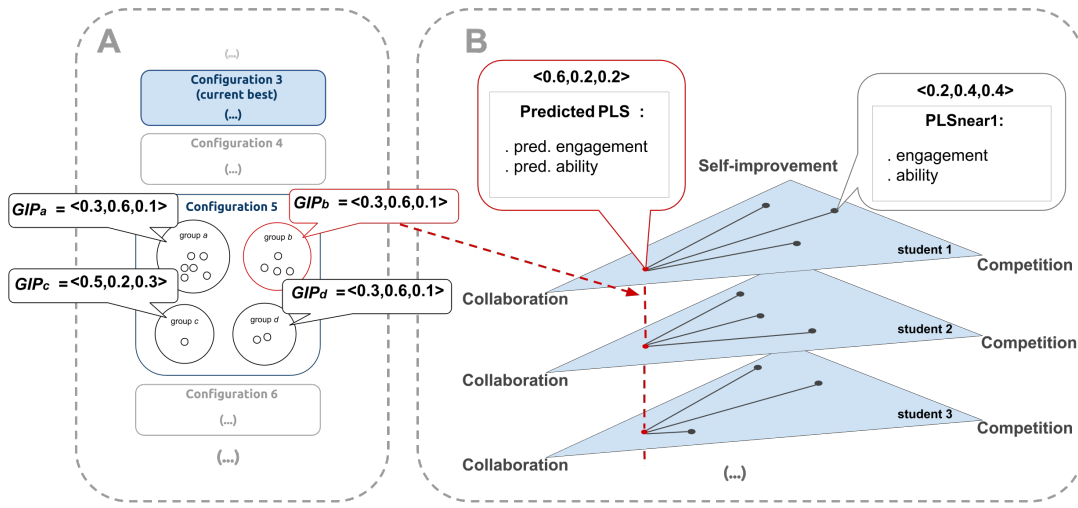 A
(...)
Configuration 3
(current best)
(...)
Configuration 4
(...)
Configuration 5
GIPa = <0.3,0.6,0.1>
GIPb = <0.3,0.6,0.1>
group a
group b
GIPc = <0.5,0.2,0.3>
GIPd = <0.3,0.6,0.1>
group c
group d
Configuration 6
(...)
(...)
B
<0.6,0.2,0.2>
Predicted PLS :
. pred. engagement
. pred. ability
<0.2,0.4,0.4>
PLSnear1:
. engagement
. ability
Self-improvement
student 1
Competition
Collaboration
student 2
Competition
Collaboration
student 3
Competition
Collaboration
(...)